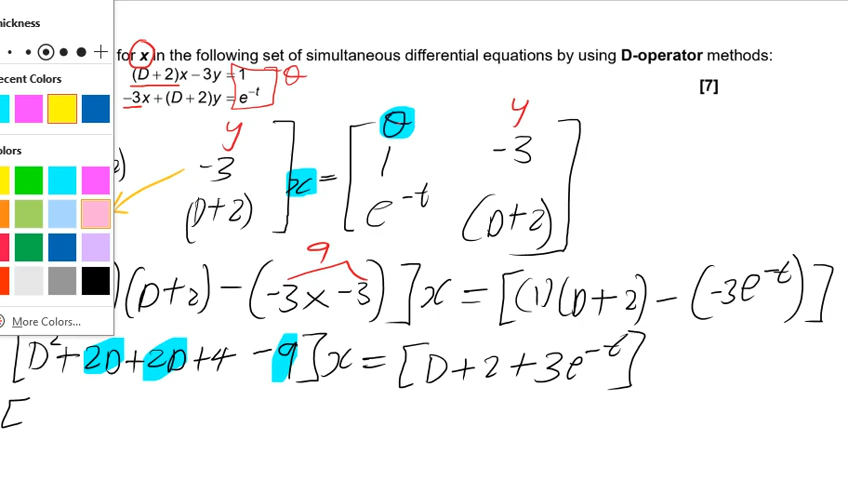 hickness
for x in the following set of simultaneous differential equations by using D-operator methods:
ecent Colors
(D+2)x – 3y = 1 θ
–3x + (D+2)y = e^-t
[7]
olors
y θ y
2) -3 ] x = [ 1 -3
(D+2) e^-t (D+2) ]
9
)(D+2) - (-3 x -3) ] x = [(1)(D+2) - (-3e^-t)]
More Colors...
[D²+2D+2D+4 -9] x = [D+2+3e^-t]
[